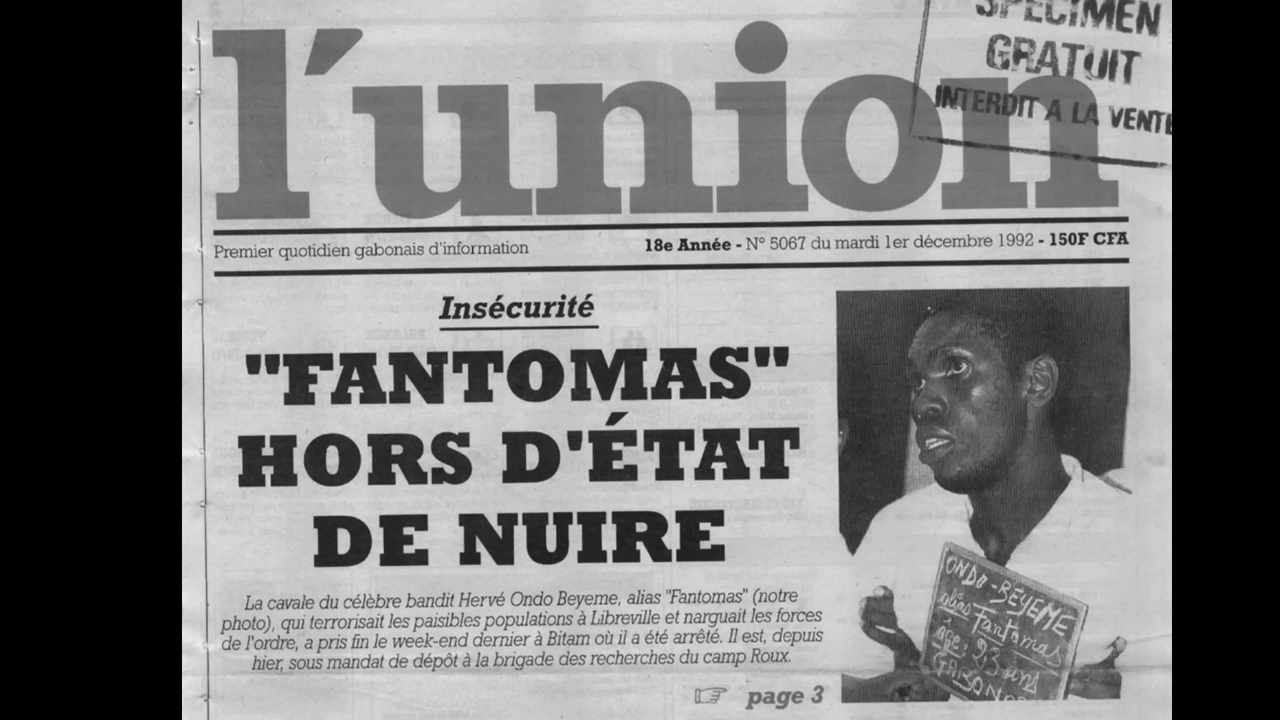 SPECIMEN
GRATUIT
INTERDIT A LA VENTE
l'union
Premier quotidien gabonais d'information
18e Année - N° 5067 du mardi 1er décembre 1992 - 150F CFA
Insécurité
"FANTOMAS"
HORS D'ÉTAT
DE NUIRE
La cavale du célèbre bandit Hervé Ondo Beyeme, alias "Fantomas" (notre
photo), qui terrorisait les paisibles populations à Libreville et narguait les forces
de l'ordre, a pris fin le week-end dernier à Bitam où il a été arrêté. Il est, depuis
hier, sous mandat de dépôt à la brigade des recherches du camp Roux.
page 3
ONDO-BEYEME
alias Fantomas
âge: 23 ans